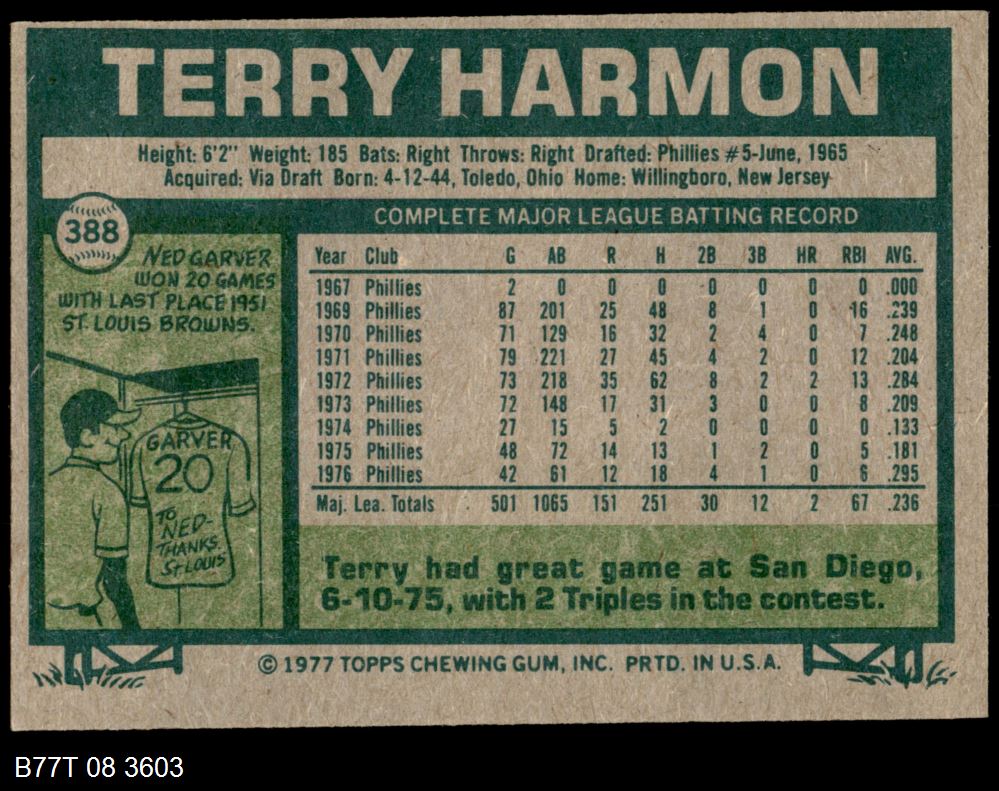 TERRY HARMON
Height: 6'2" Weight: 185 Bats: Right Throws: Right Drafted: Phillies #5-June, 1965
Acquired: Via Draft Born: 4-12-44, Toledo, Ohio Home: Willingboro, New Jersey
388
NED GARVER
WON 20 GAMES
WITH LAST PLACE 1951
ST. LOUIS BROWNS.
GARVER
20
TO
NED-
THANKS.
St. LOUIS
COMPLETE MAJOR LEAGUE BATTING RECORD
Year Club G AB R H 2B 3B HR RBI AVG.
1967 Phillies 2 0 0 0 0 0 0 0 .000
1969 Phillies 87 201 25 48 8 1 0 16 .239
1970 Phillies 71 129 16 32 2 4 0 7 .248
1971 Phillies 79 221 27 45 4 2 0 12 .204
1972 Phillies 73 218 35 62 8 2 2 13 .284
1973 Phillies 72 148 17 31 3 0 0 8 .209
1974 Phillies 27 15 5 2 0 0 0 0 .133
1975 Phillies 48 72 14 13 1 2 0 5 .181
1976 Phillies 42 61 12 18 4 1 0 6 .295
Maj. Lea. Totals 501 1065 151 251 30 12 2 67 .236
Terry had great game at San Diego,
6-10-75, with 2 Triples in the contest.
© 1977 TOPPS CHEWING GUM, INC. PRTD. IN U.S.A.
B77T 08 3603